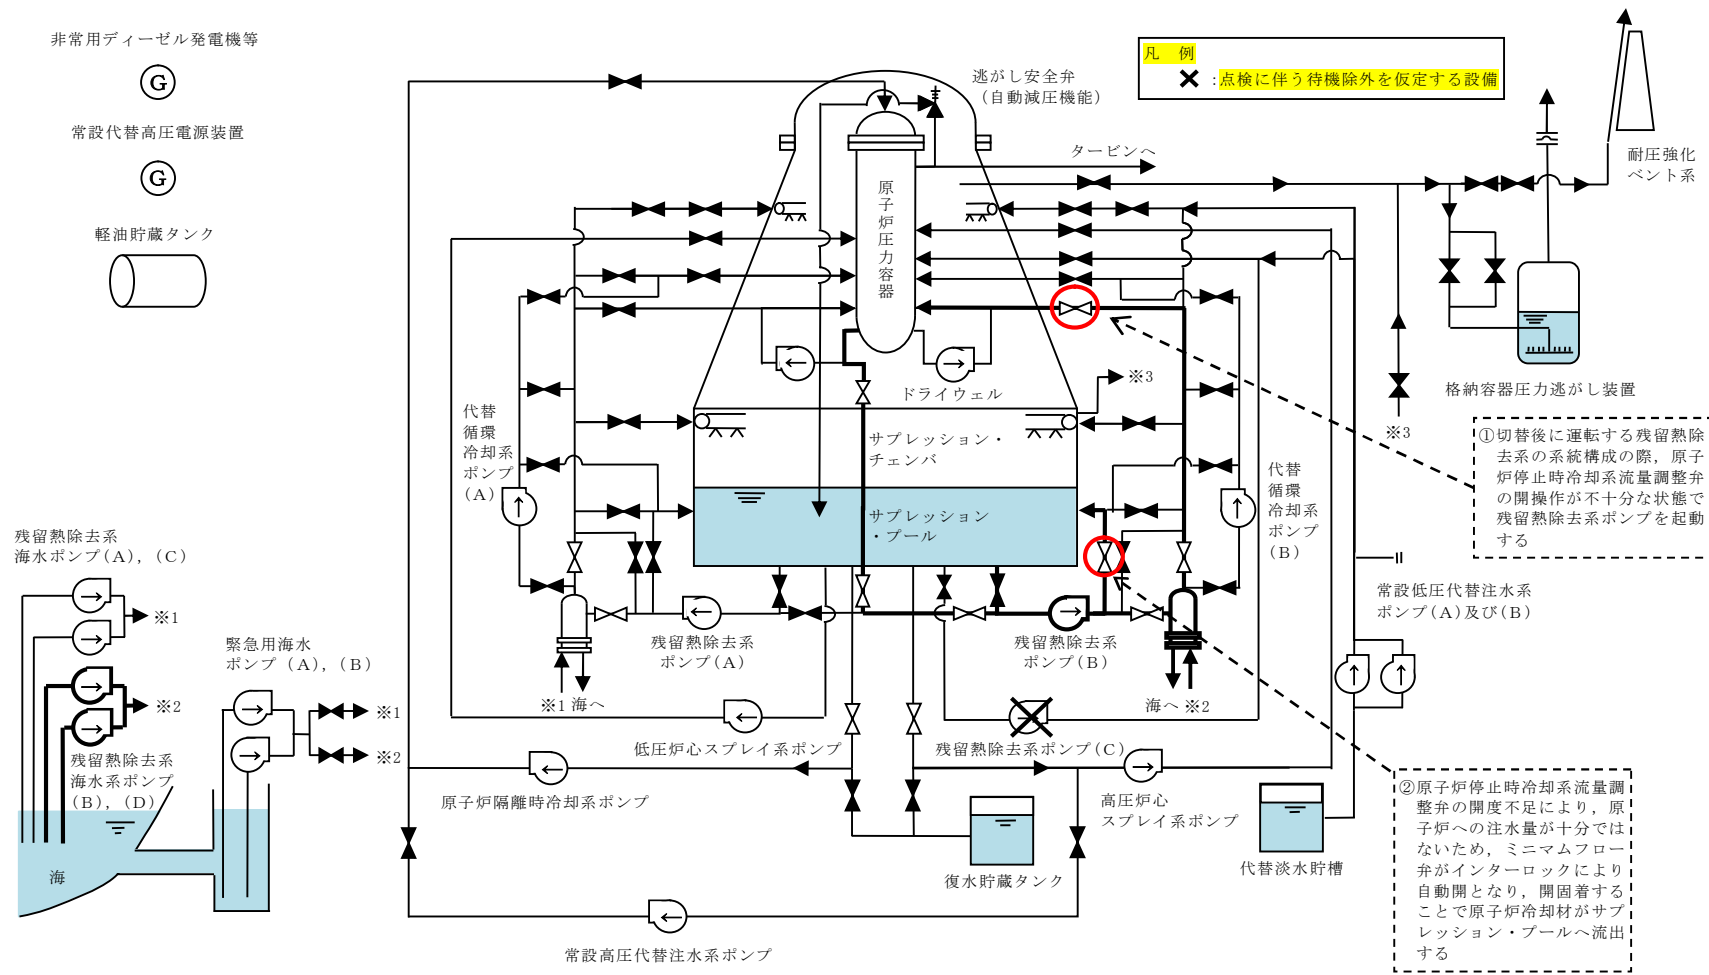 非常用ディーゼル発電機等
G
常設代替高圧電源装置
G
軽油貯蔵タンク
凡 例
：点検に伴う待機除外を仮定する設備
逃がし安全弁
（自動減圧機能）
タービンへ
耐圧強化
ベント系
原子炉圧力容器
ドライウェル
※3
格納容器圧力逃がし装置
※3
代替
循環
冷却系
ポンプ
（A）
サプレッション・
チェンバ
サプレッション
・プール
代替
循環
冷却系
ポンプ
（B）
①切替後に運転する残留熱除
去系の系統構成の際，原子
炉停止時冷却系流量調整弁
の開操作が不十分な状態で
残留熱除去系ポンプを起動
する
残留熱除去系
海水ポンプ（A），（C）
※1
※2
残留熱除去系
海水系ポンプ
（B），（D）
海
緊急用海水
ポンプ（A），（B）
※1
※2
残留熱除去系
ポンプ（A）
※1 海へ
残留熱除去系
ポンプ（B）
海へ ※2
常設低圧代替注水系
ポンプ（A）及び（B）
低圧炉心スプレイ系ポンプ
残留熱除去系ポンプ（C）
原子炉隔離時冷却系ポンプ
高圧炉心
スプレイ系ポンプ
復水貯蔵タンク
代替淡水貯槽
常設高圧代替注水系ポンプ
②原子炉停止時冷却系流量調
整弁の開度不足により，原
子炉への注水量が十分では
ないため，ミニマムフロー
弁がインターロックにより
自動開となり，開固着する
ことで原子炉冷却材がサプ
レッション・プールへ流出
する